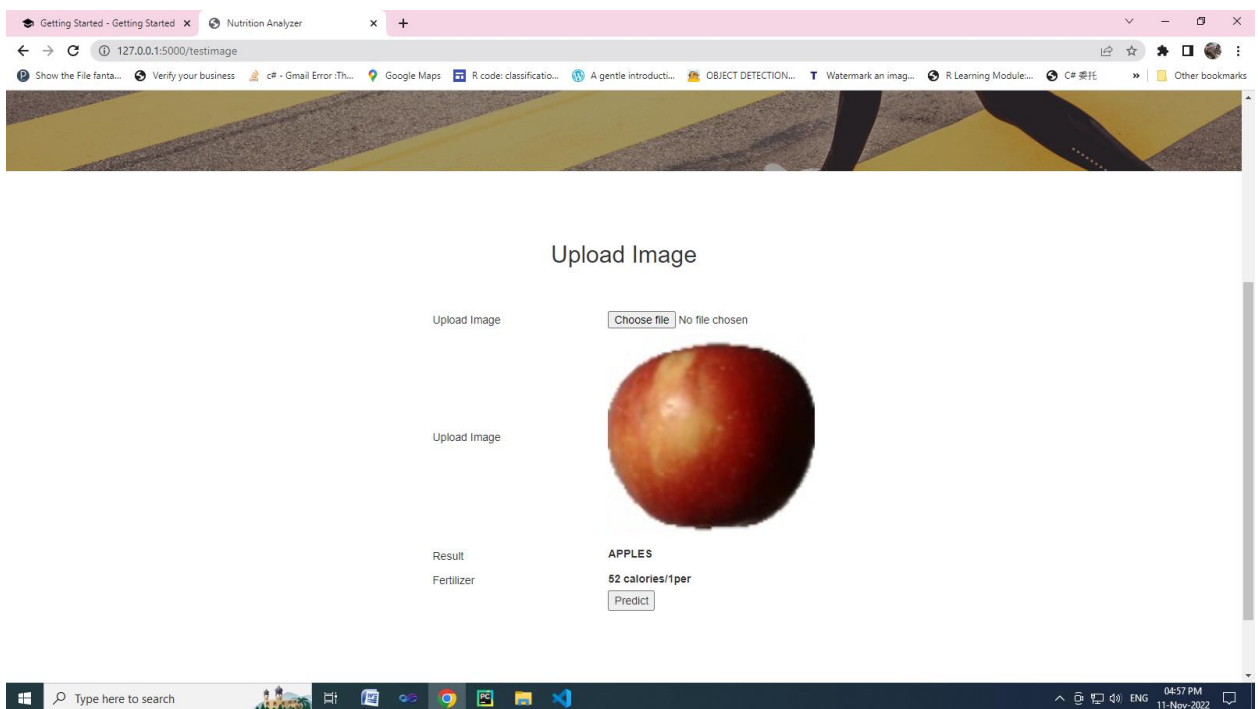 Getting Started - Getting Started
Nutrition Analyzer
127.0.0.1:5000/testimage
Show the File fanta...
Verify your business
c# - Gmail Error :Th...
Google Maps
R code: classificatio...
A gentle introducti...
OBJECT DETECTION...
T Watermark an imag...
R Learning Module:...
C# 委托
»
Other bookmarks
Upload Image
Upload Image
Choose file No file chosen
Upload Image
Result
APPLES
Fertilizer
52 calories/1per
Predict
Type here to search
PC
ENG
04:57 PM
11-Nov-2022